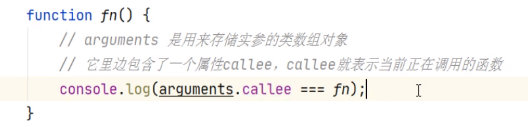 function fn() {
// arguments 是用来存储实参的类数组对象
// 它里边包含了一个属性callee，callee就表示当前正在调用的函数
console.log(arguments.callee === fn);
}